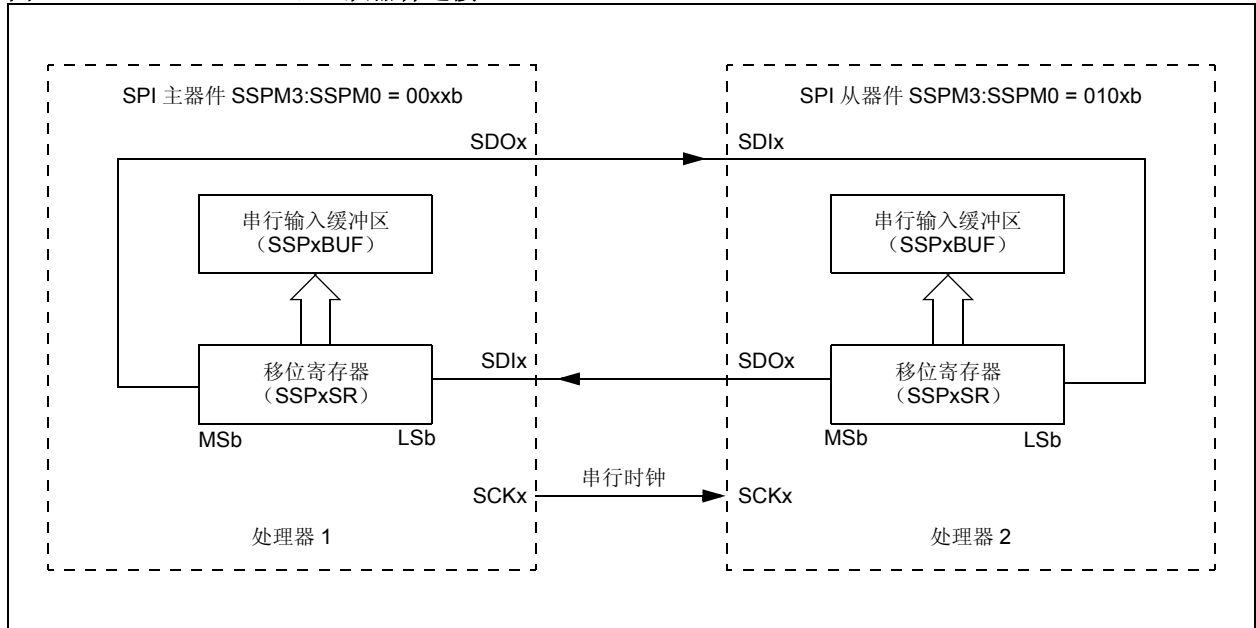 SPI 主器件 SSPM3:SSPM0 = 00xxb
SPI 从器件 SSPM3:SSPM0 = 010xb
SDOx
SDIx
串行输入缓冲区
（SSPxBUF）
串行输入缓冲区
（SSPxBUF）
移位寄存器
（SSPxSR）
SDIx
SDOx
移位寄存器
（SSPxSR）
MSb
LSb
MSb
LSb
串行时钟
SCKx
SCKx
处理器 1
处理器 2